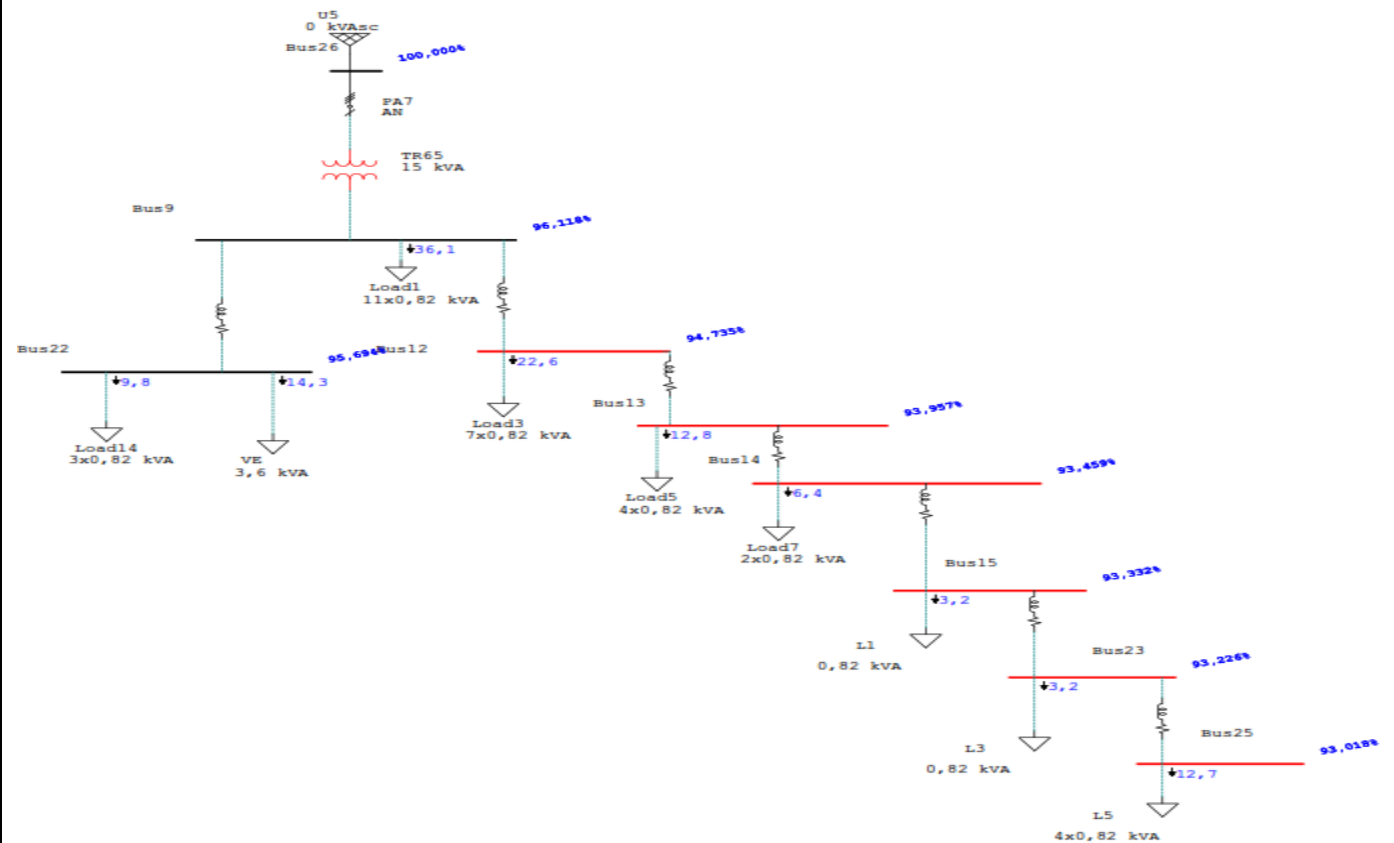 U5
0 kVAsc
Bus26
100,000%
PA7
AN
TR65
15 kVA
Bus9
96,118%
36,1
Load1
11x0,82 kVA
Bus22
95,694%
Bus12
94,735%
9,8
14,3
22,6
Load14
3x0,82 kVA
VE
3,6 kVA
Load3
7x0,82 kVA
Bus13
93,957%
12,8
Bus14
93,459%
Load5
4x0,82 kVA
6,4
Load7
2x0,82 kVA
Bus15
93,332%
3,2
L1
0,82 kVA
Bus23
93,226%
3,2
L3
0,82 kVA
Bus25
93,018%
12,7
L5
4x0,82 kVA